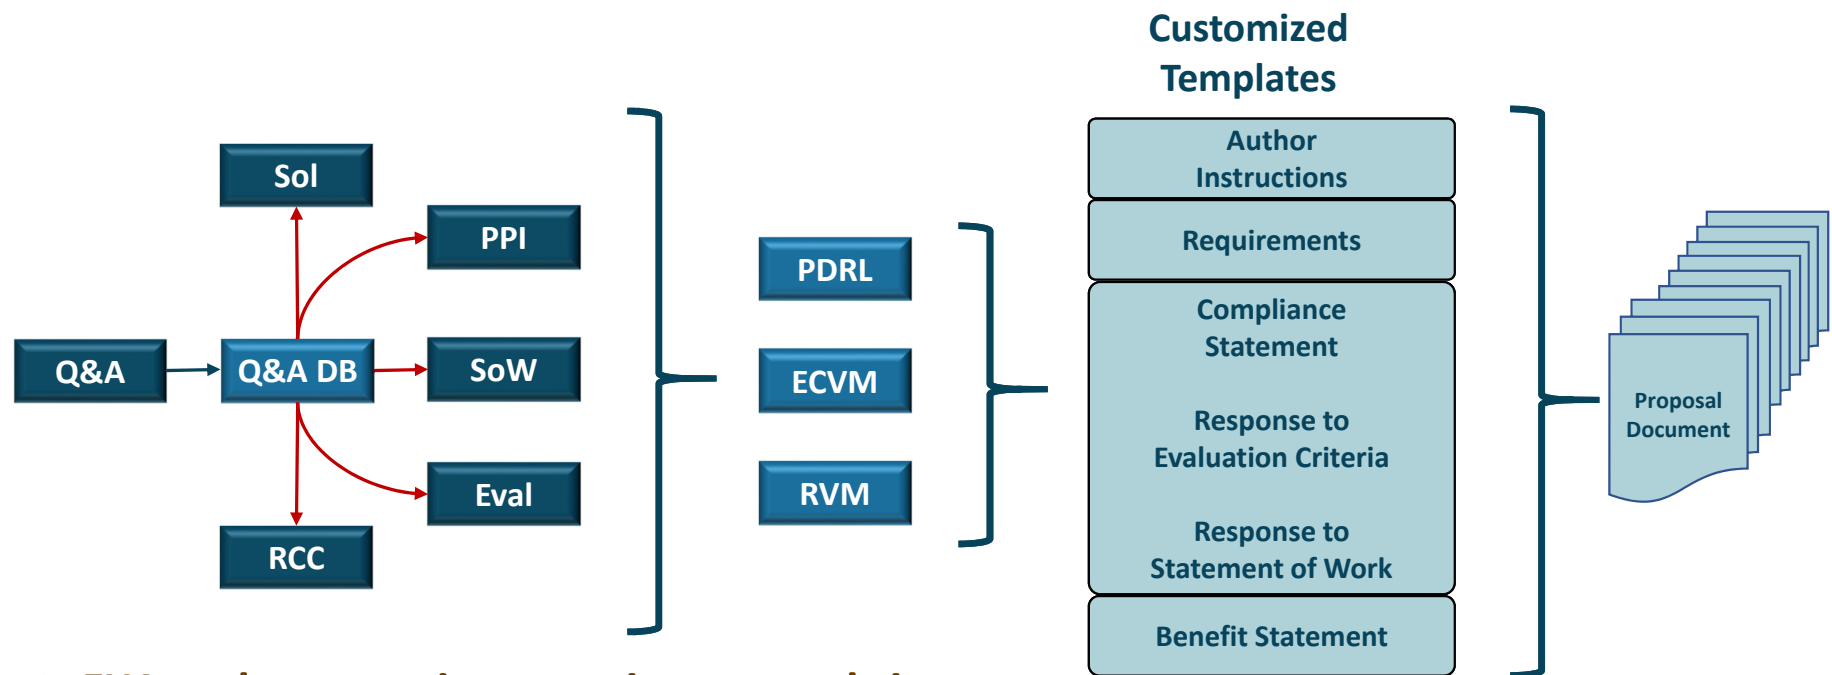 Customized
Templates
Sol
PPI
Q&A
Q&A DB
SoW
Eval
RCC
PDRL
ECVM
RVM
Author
Instructions
Requirements
Compliance
Statement
Response to
Evaluation Criteria
Response to
Statement of Work
Benefit Statement
Proposal
Document